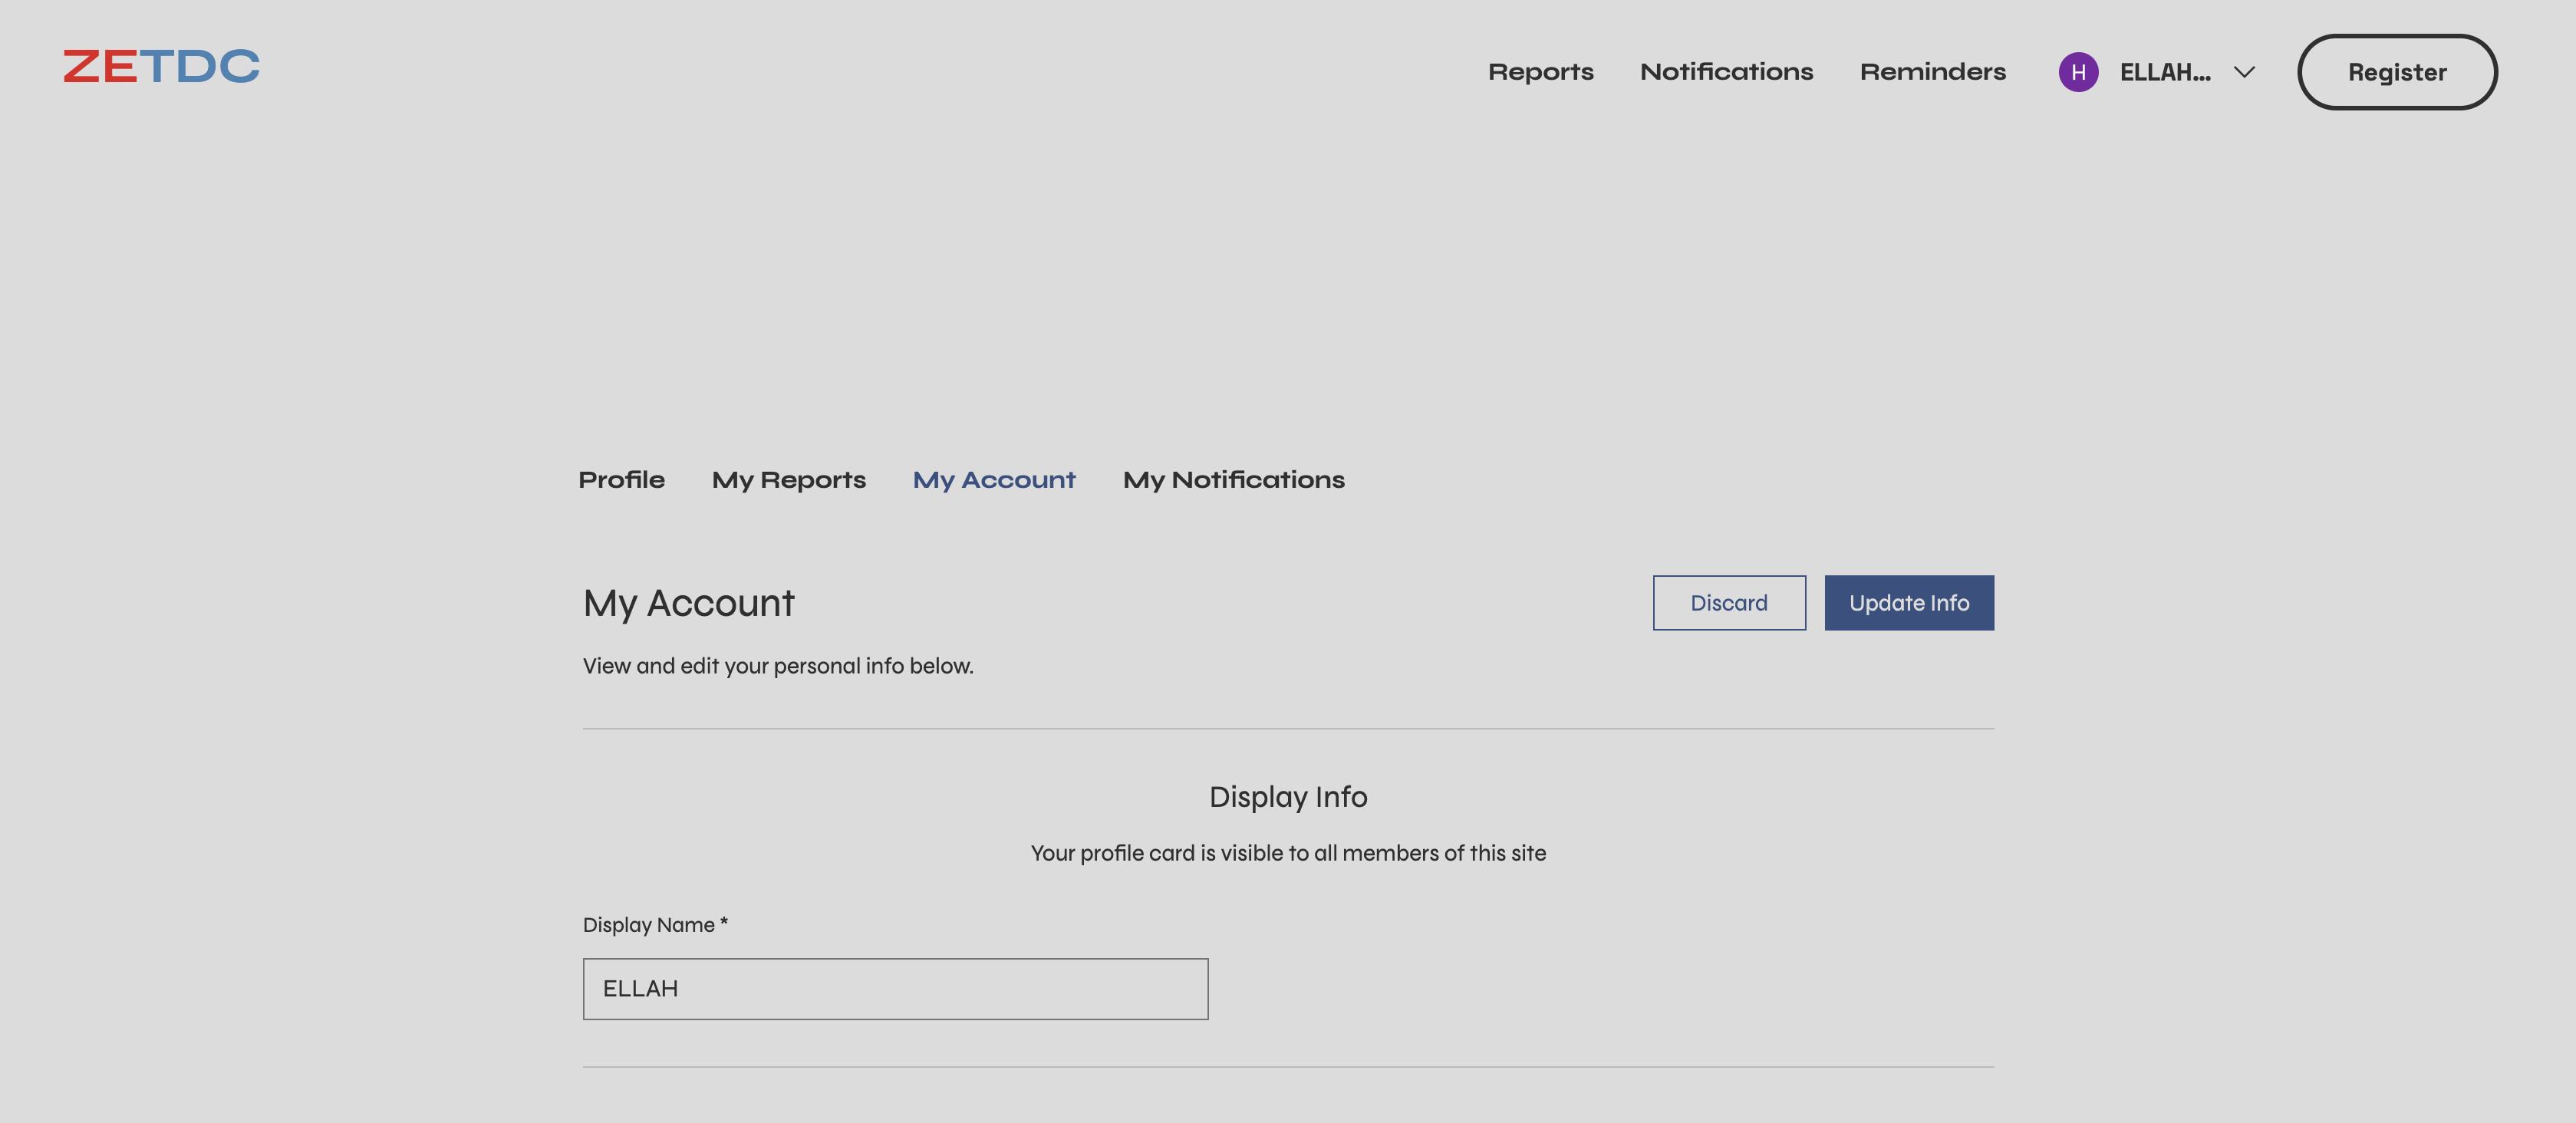 ZETDC
Reports Notifications Reminders H ELLAH... Register
Profile My Reports My Account My Notifications
My Account Discard Update Info
View and edit your personal info below.
Display Info
Your profile card is visible to all members of this site
Display Name *
ELLAH